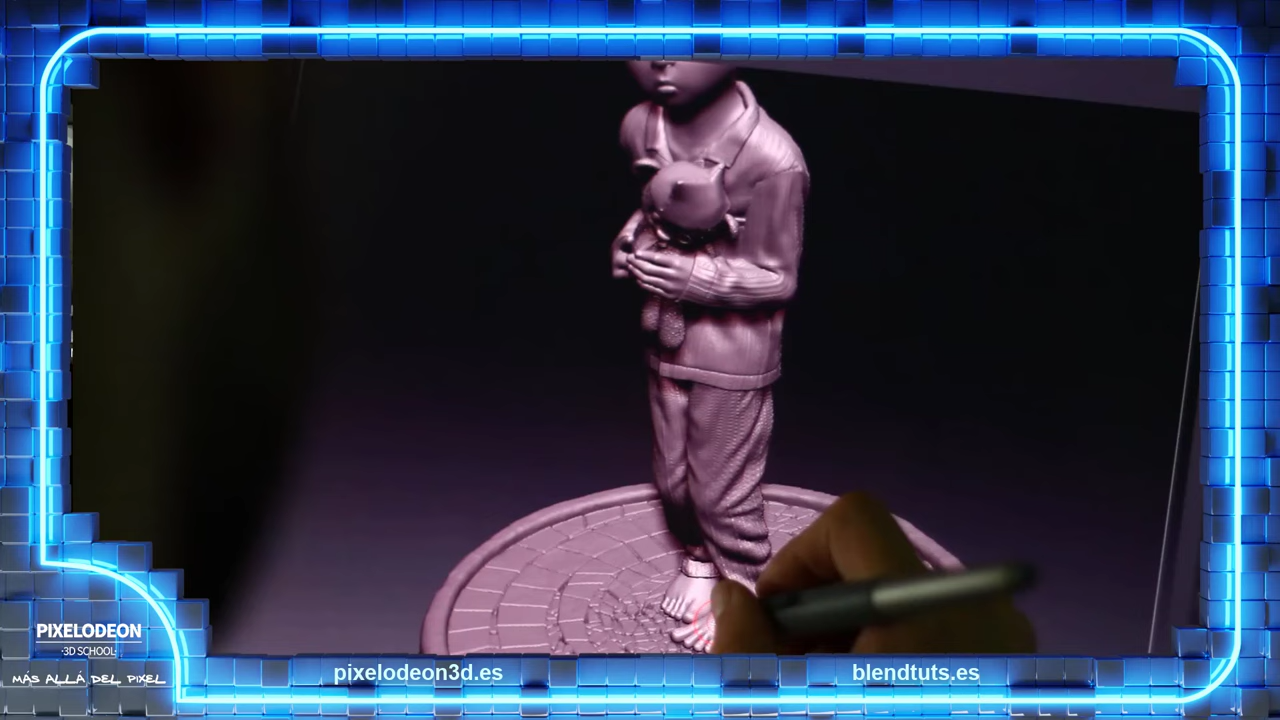 PIXELODEON
·3D SCHOOL·
MÁS ALLÁ DEL PIXEL
pixelodeon3d.es
blendtuts.es